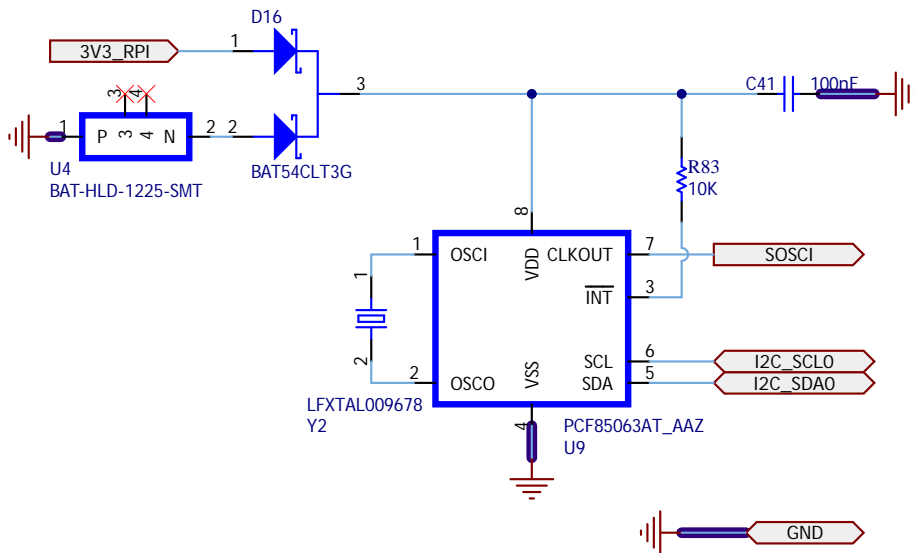 D16
3V3_RPI
1
3
3
4
1
P
3
4
N
2
2
U4
BAT-HLD-1225-SMT
BAT54CLT3G
C41
100nF
R83
10K
8
1
OSCI
VDD
CLKOUT
7
SOSCI
1
INT
3
2
SCL
6
I2C_SCL0
2
OSCO
VSS
SDA
5
I2C_SDA0
LFXTAL009678
Y2
4
PCF85063AT_AAZ
U9
GND